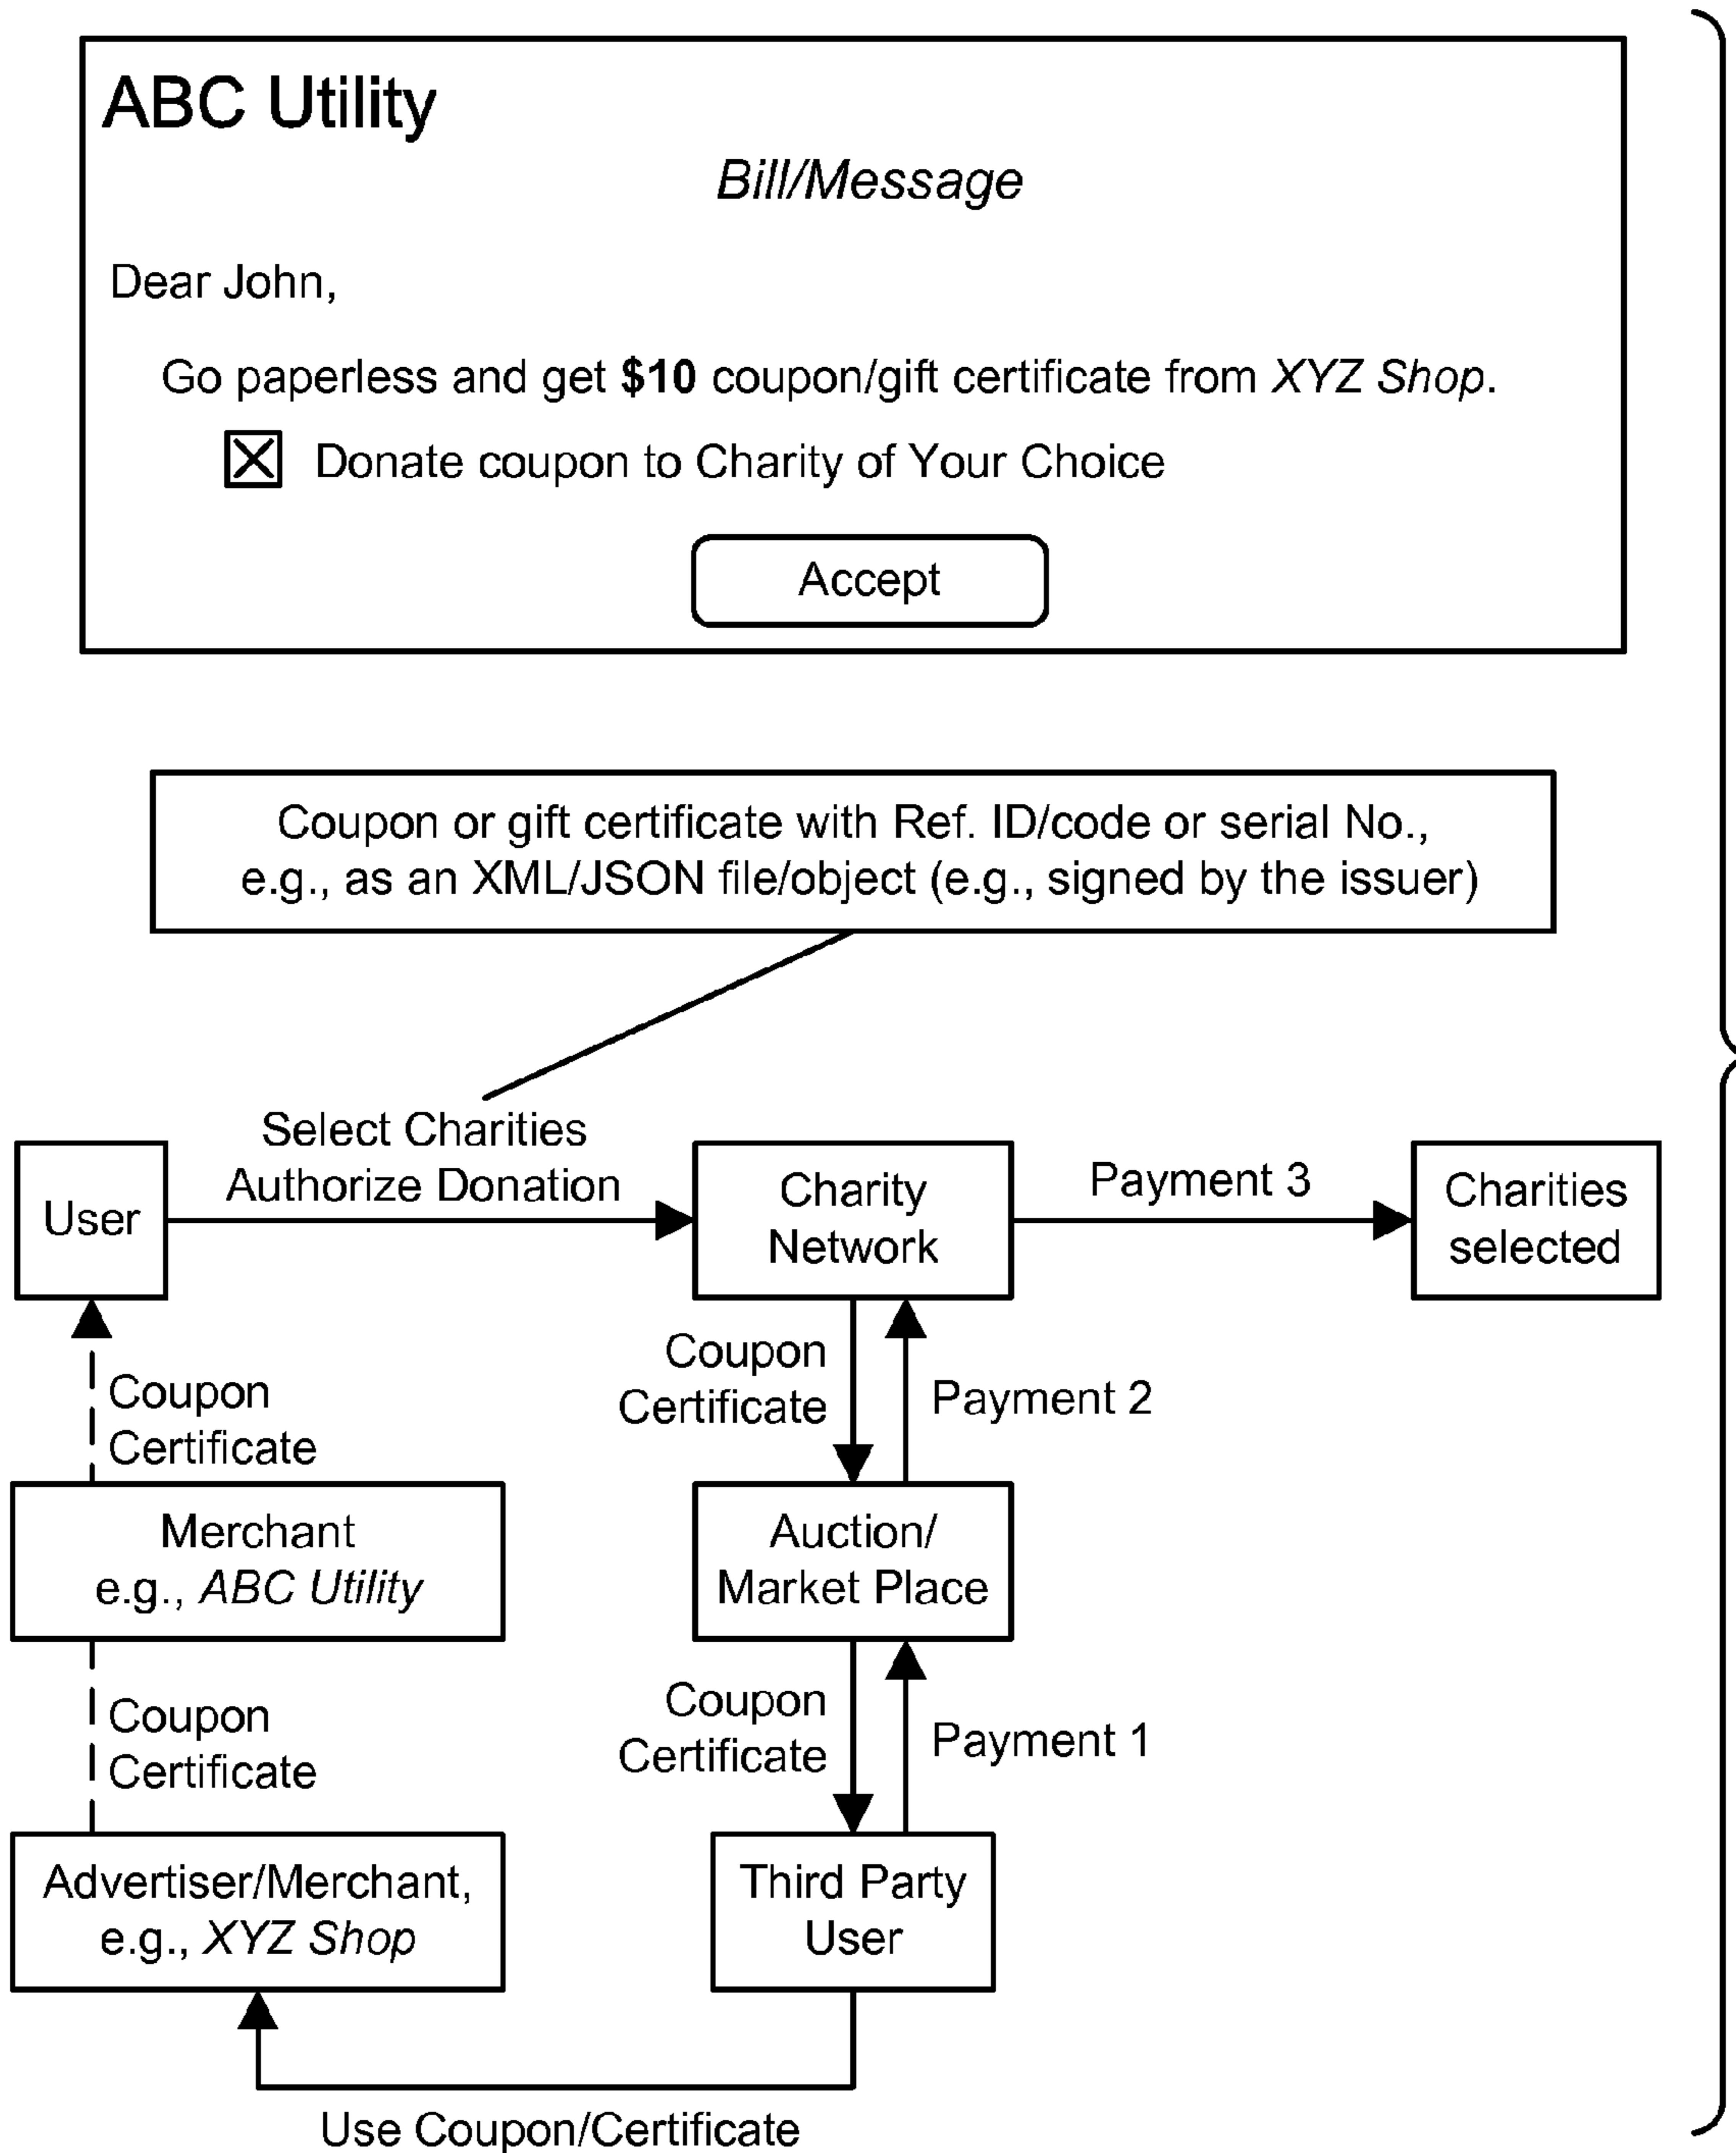 ABC Utility
Bill/Message
Dear John,
Go paperless and get $10 coupon/gift certificate from XYZ Shop.
Donate coupon to Charity of Your Choice
Accept
Coupon or gift certificate with Ref. ID/code or serial No.,
e.g., as an XML/JSON file/object (e.g., signed by the issuer)
Select Charities
Authorize Donation
User
Charity
Network
Payment 3
Charities
selected
Coupon
Certificate
Coupon
Certificate
Payment 2
Merchant
e.g., ABC Utility
Auction/
Market Place
Coupon
Certificate
Coupon
Certificate
Payment 1
Advertiser/Merchant,
e.g., XYZ Shop
Third Party
User
Use Coupon/Certificate